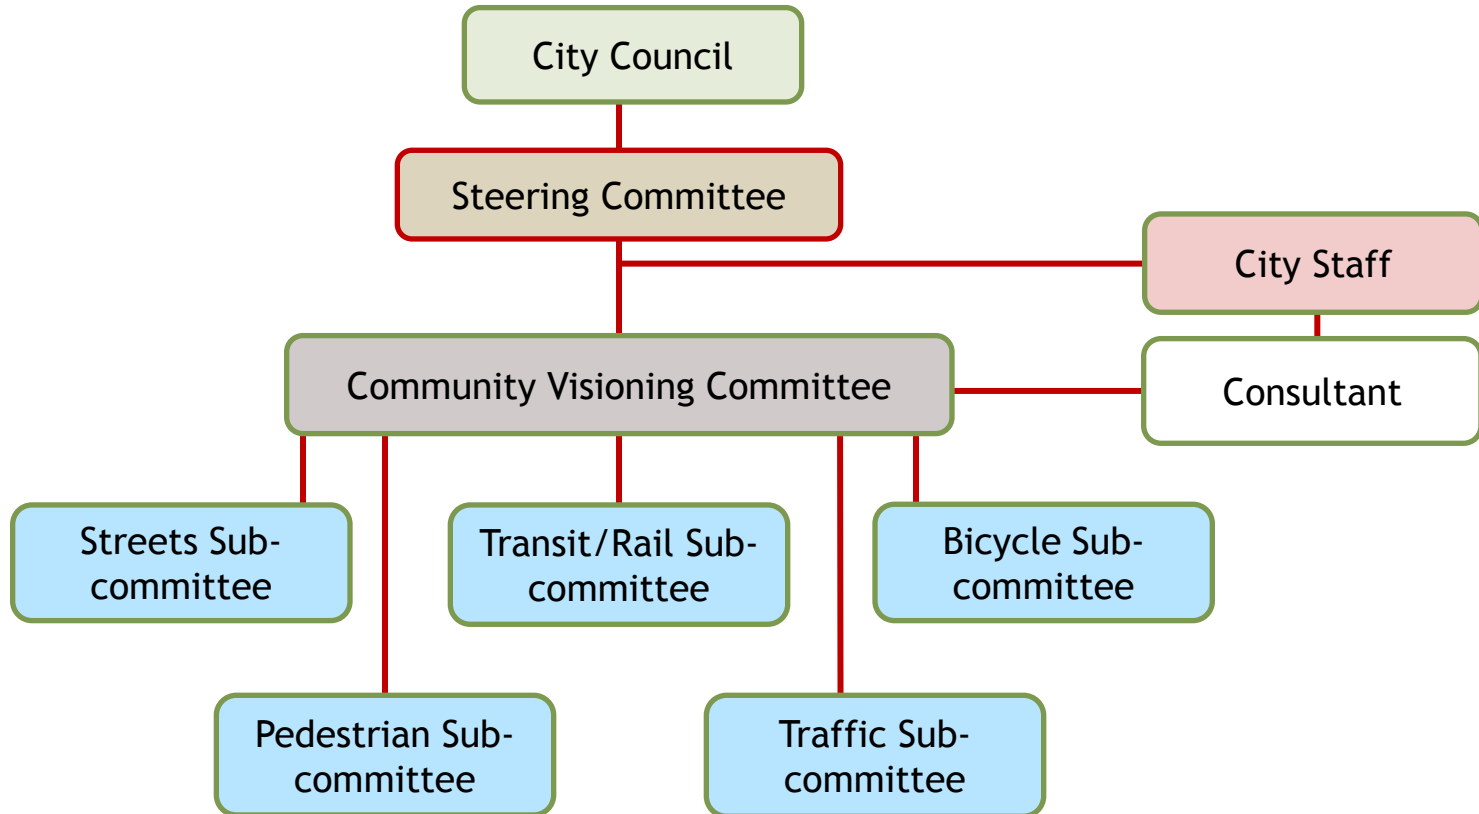 City Council
Steering Committee
City Staff
Community Visioning Committee
Consultant
Streets Sub-
committee
Transit/Rail Sub-
committee
Bicycle Sub-
committee
Pedestrian Sub-
committee
Traffic Sub-
committee